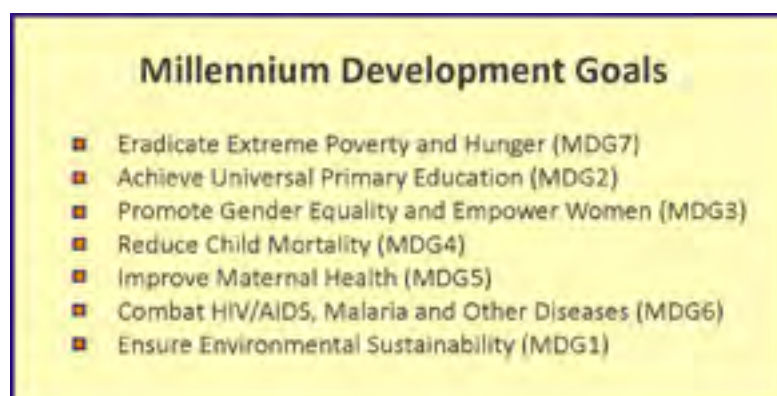 Millennium Development Goals
Eradicate Extreme Poverty and Hunger (MDG7)
Achieve Universal Primary Education (MDG2)
Promote Gender Equality and Empower Women (MDG3)
Reduce Child Mortality (MDG4)
Improve Maternal Health (MDG5)
Combat HIV/AIDS, Malaria and Other Diseases (MDG6)
Ensure Environmental Sustainability (MDG1)